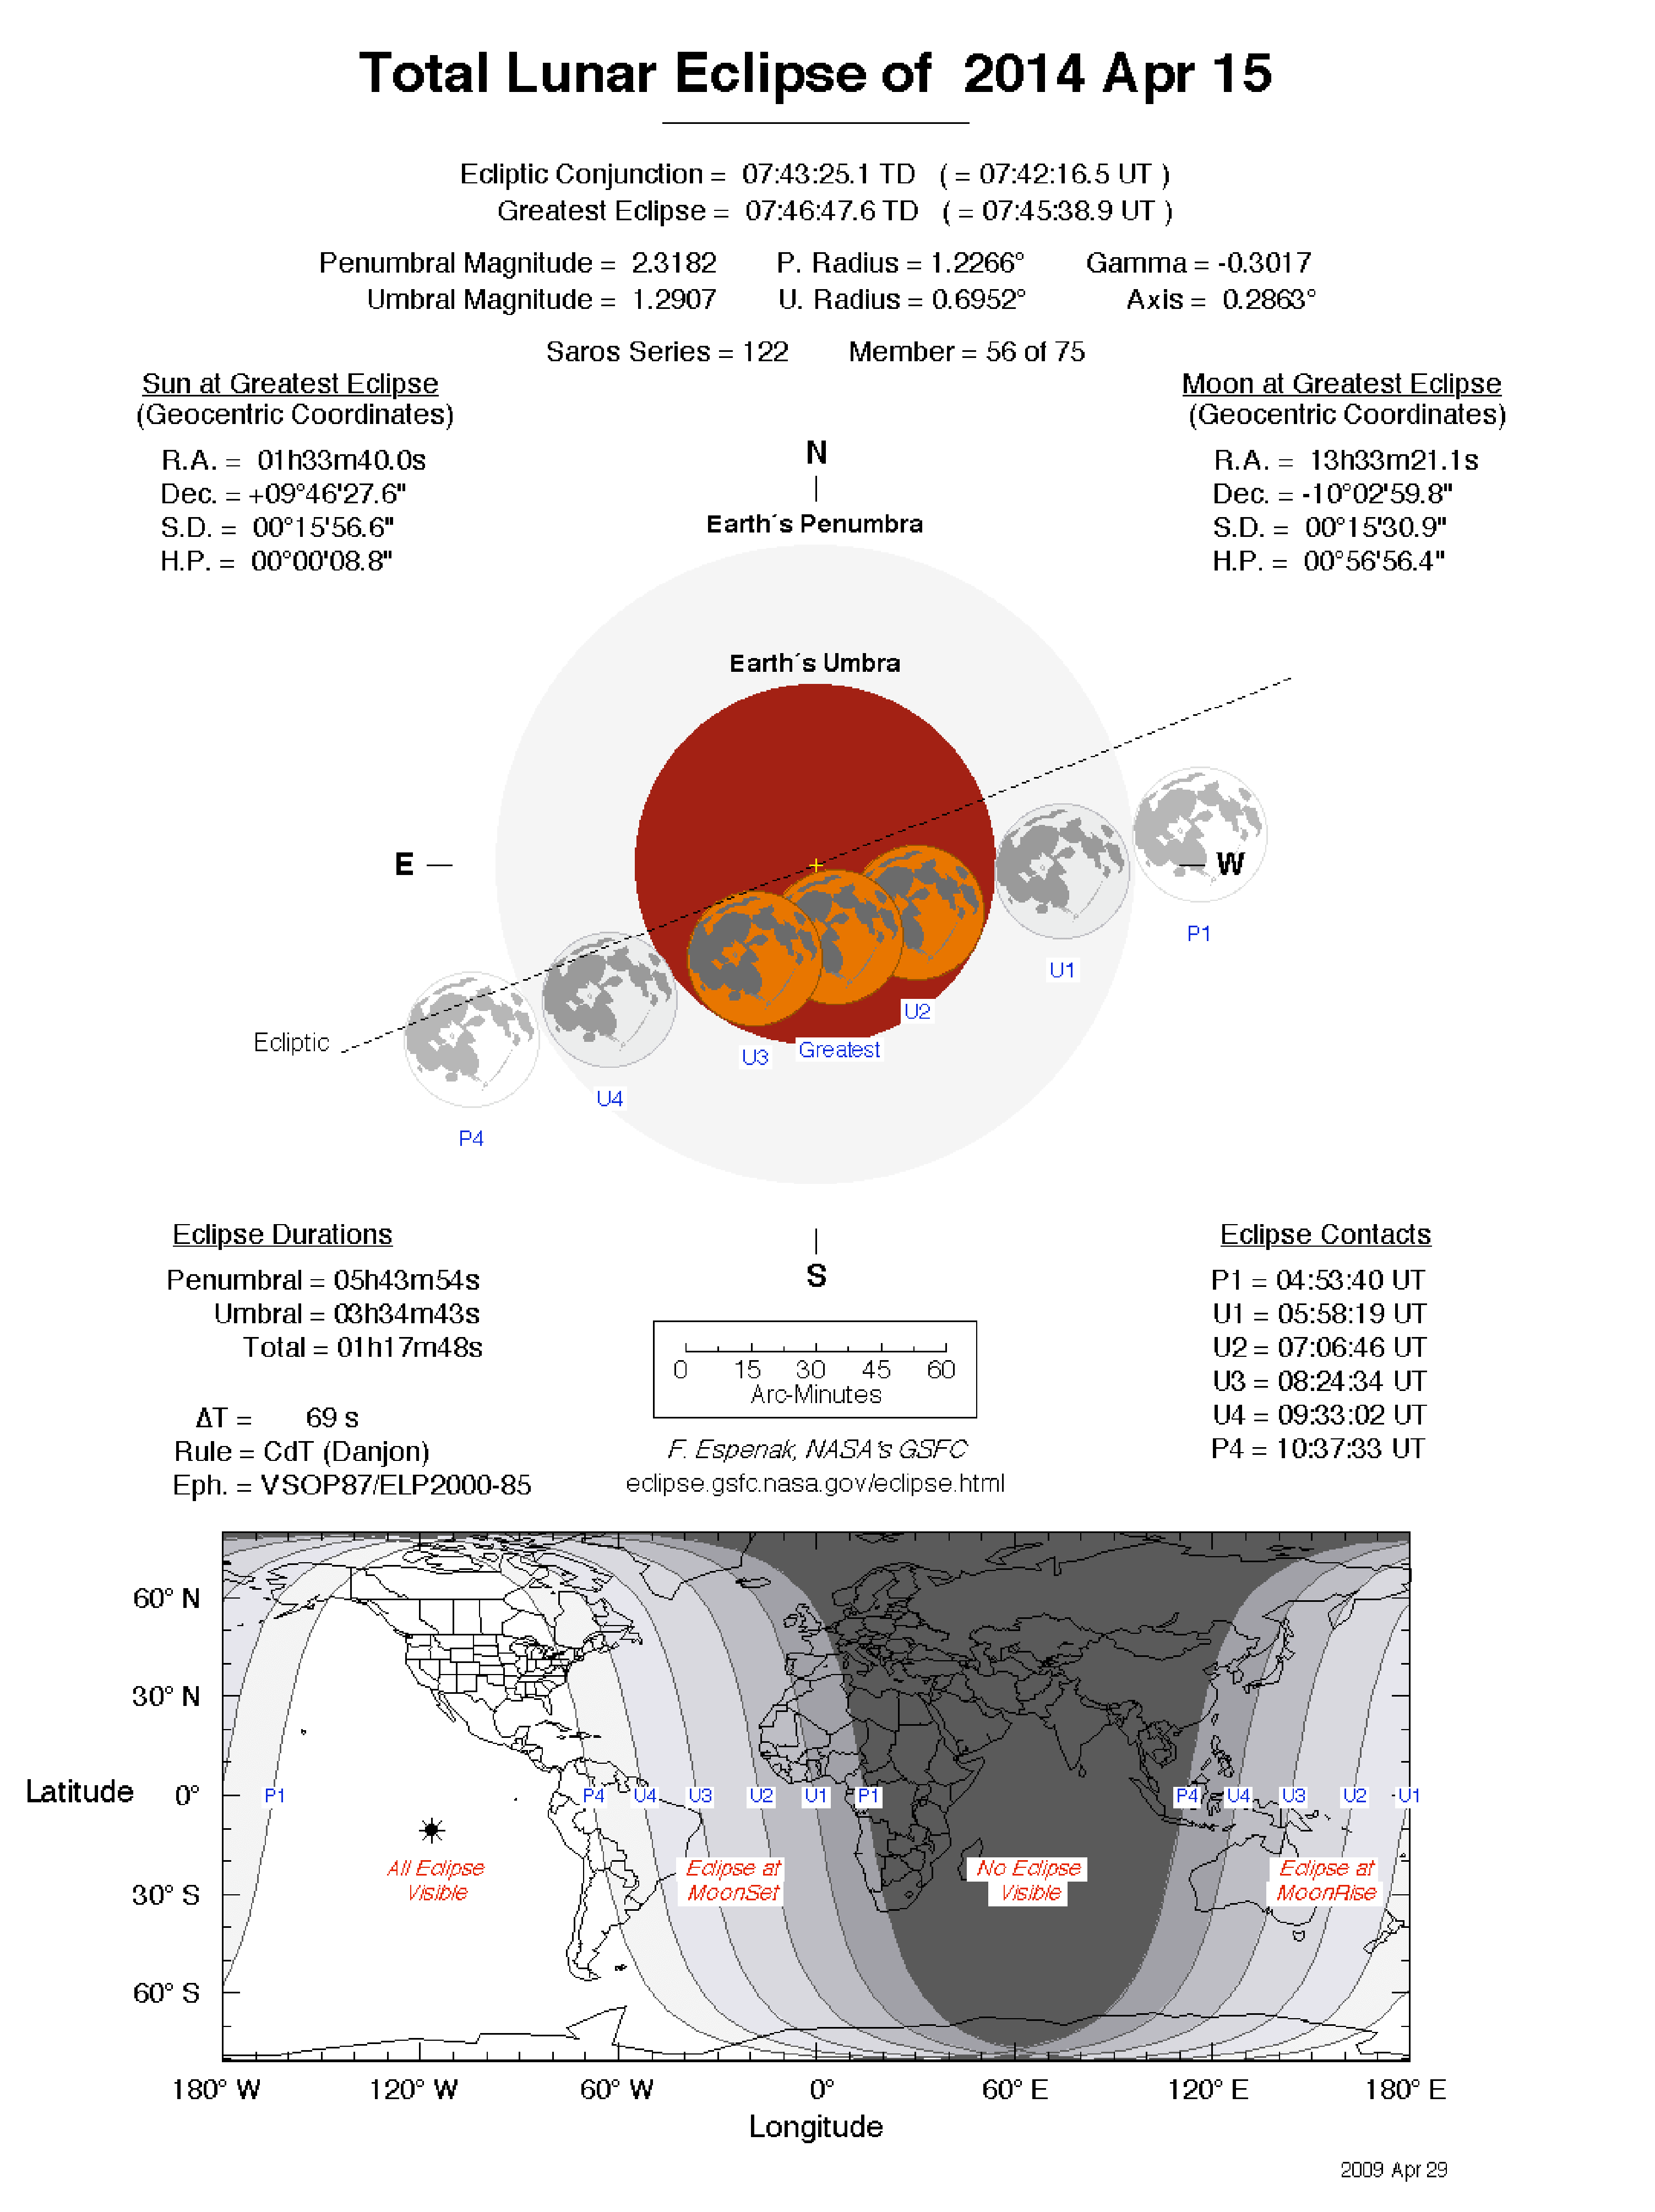 Total Lunar Eclipse of 2014 Apr 15
Ecliptic Conjunction = 07:43:25.1 TD ( = 07:42:16.5 UT )
Greatest Eclipse = 07:46:47.6 TD ( = 07:45:38.9 UT )
Penumbral Magnitude = 2.3182 P. Radius = 1.2266° Gamma = -0.3017
Umbral Magnitude = 1.2907 U. Radius = 0.6952° Axis = 0.2863°
Saros Series = 122 Member = 56 of 75
Sun at Greatest Eclipse
(Geocentric Coordinates)
R.A. = 01h33m40.0s
Dec. = +09°46'27.6"
S.D. = 00°15'56.6"
H.P. = 00°00'08.8"
Moon at Greatest Eclipse
(Geocentric Coordinates)
R.A. = 13h33m21.1s
Dec. = -10°02'59.8"
S.D. = 00°15'30.9"
H.P. = 00°56'56.4"
N
Earth´s Penumbra
Earth´s Umbra
E
W
P1
U1
U2
Greatest
U3
Ecliptic
U4
P4
S
Eclipse Durations
Penumbral = 05h43m54s
Umbral = 03h34m43s
Total = 01h17m48s
ΔT = 69 s
Rule = CdT (Danjon)
Eph. = VSOP87/ELP2000-85
0 15 30 45 60
Arc-Minutes
F. Espenak, NASA's GSFC
eclipse.gsfc.nasa.gov/eclipse.html
Eclipse Contacts
P1 = 04:53:40 UT
U1 = 05:58:19 UT
U2 = 07:06:46 UT
U3 = 08:24:34 UT
U4 = 09:33:02 UT
P4 = 10:37:33 UT
60° N
30° N
Latitude 0°
30° S
60° S
P1 P4 U4 U3 U2 U1 P1 P4 U4 U3 U2 U1
All Eclipse
Visible
Eclipse at
MoonSet
No Eclipse
Visible
Eclipse at
MoonRise
180° W 120° W 60° W 0° 60° E 120° E 180° E
Longitude
2009 Apr 29